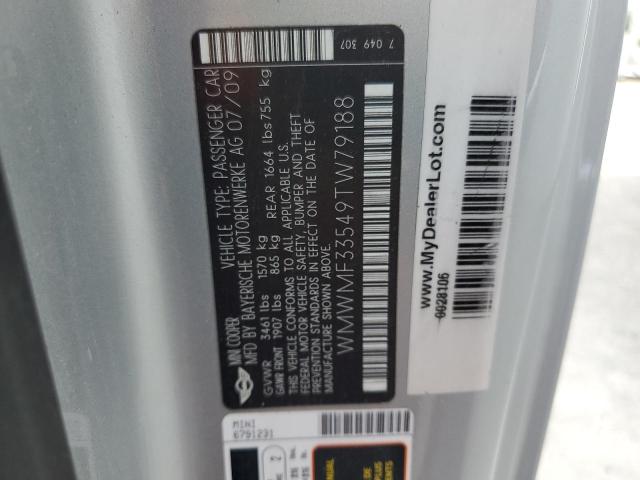 7 049 307
MINI COOPER
VEHICLE TYPE: PASSENGER CAR
MFD BY BAYERISCHE MOTORENWERKE AG 07/09
GVWR 3461 lbs 1570 kg
GAWR FRONT 1907 lbs 865 kg REAR 1664 lbs 755 kg
THIS VEHICLE CONFORMS TO ALL APPLICABLE U.S.
FEDERAL MOTOR VEHICLE SAFETY, BUMPER AND THEFT
PREVENTION STANDARDS IN EFFECT ON THE DATE OF
MANUFACTURE SHOWN ABOVE.
WMWMF33549TW79188
www.MyDealerLot.com
0028106
MINI
6791231
2